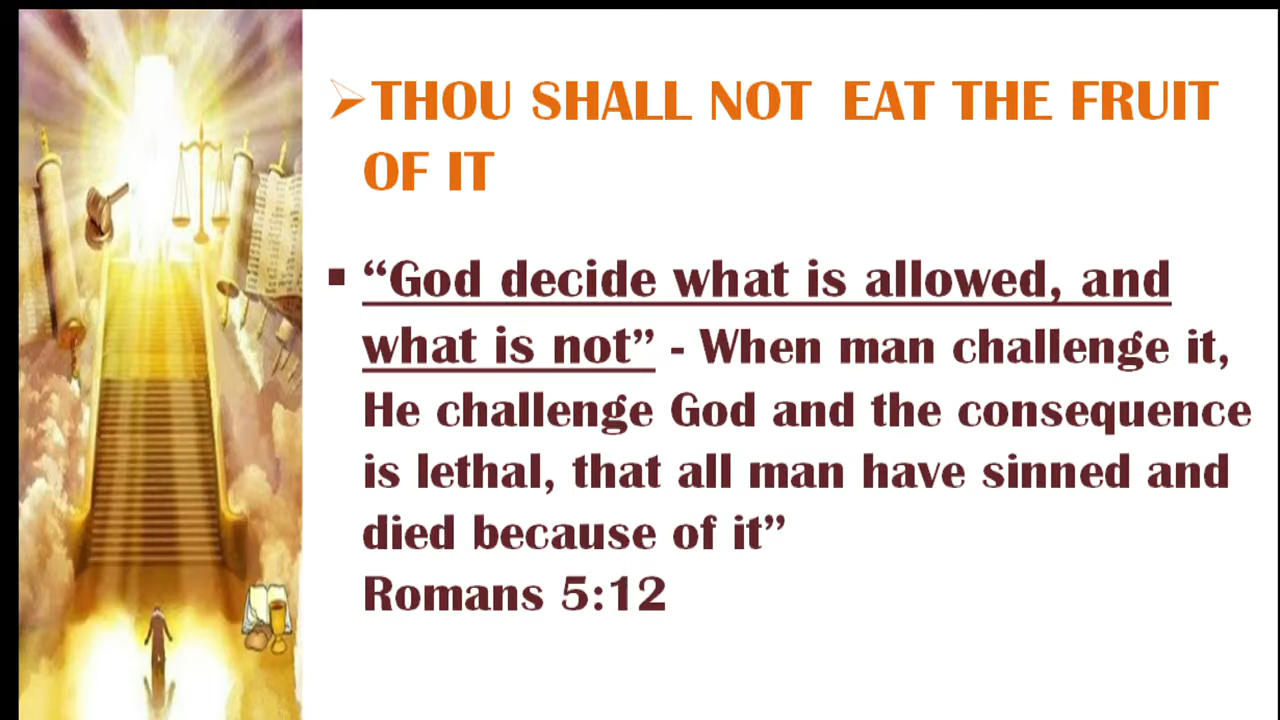 THOU SHALL NOT EAT THE FRUIT
OF IT
“God decide what is allowed, and
what is not” - When man challenge it,
He challenge God and the consequence
is lethal, that all man have sinned and
died because of it”
Romans 5:12